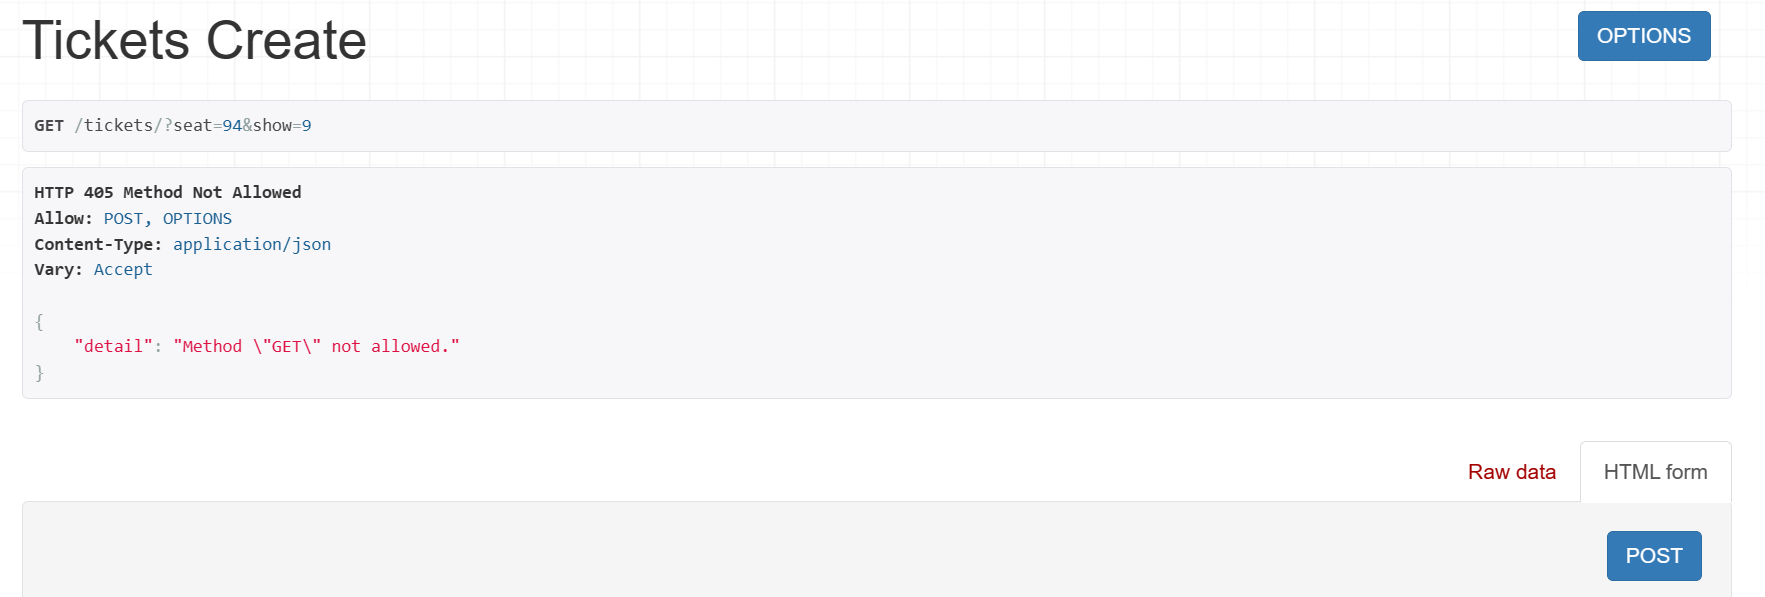 Tickets Create
OPTIONS
GET /tickets/?seat=94&show=9
HTTP 405 Method Not Allowed
Allow: POST, OPTIONS
Content-Type: application/json
Vary: Accept
{
    "detail": "Method \"GET\" not allowed."
}
Raw data
HTML form
POST